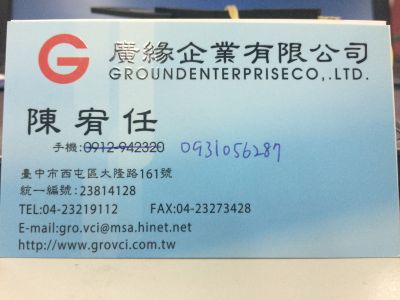 G 廣緣企業有限公司
GROUNDENTERPRISECO,.LTD.
陳宥任
手機:0912-942320 0931056287
臺中市西屯區大隆路161號
統一編號:23814128
TEL:04-23219112 FAX:04-23273428
E-mail:gro.vci@msa.hinet.net
http://www.grovci.com.tw